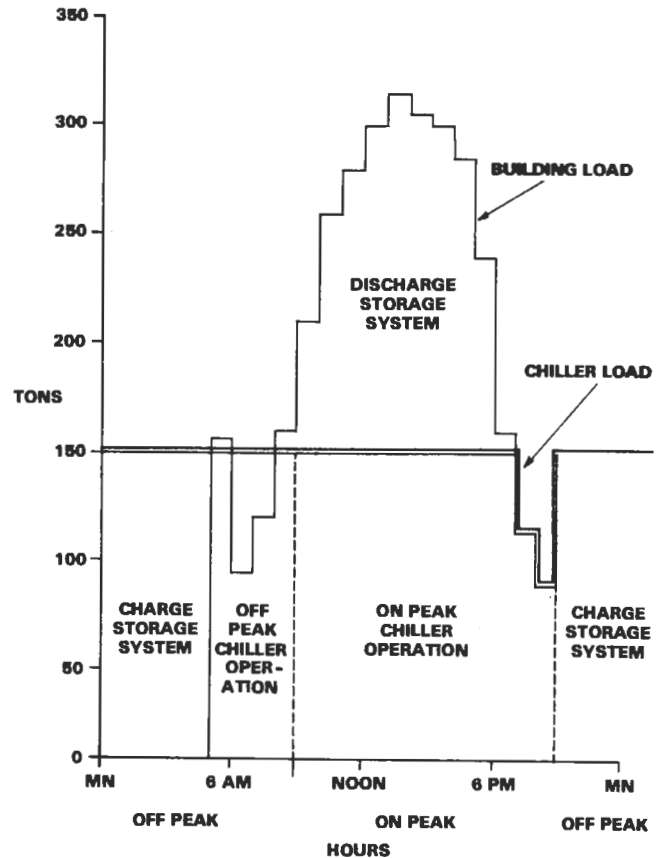 350
300
BUILDING LOAD
250
DISCHARGE
STORAGE
SYSTEM
200
CHILLER LOAD
TONS
150
100
CHARGE
STORAGE
SYSTEM
OFF
PEAK
CHILLER
OPER-
ATION
ON PEAK
CHILLER
OPERATION
CHARGE
STORAGE
SYSTEM
50
0
MN
6 AM
NOON
6 PM
MN
OFF PEAK
ON PEAK
OFF PEAK
HOURS